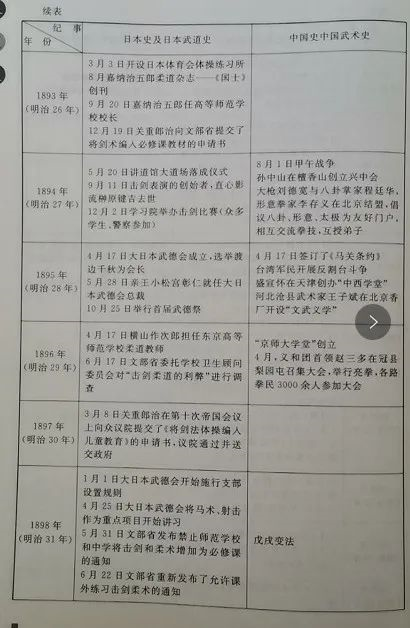 续表
纪 事
年 份
日本史及日本武道史
中国史中国武术史
1893 年
(明治 26 年)
3 月 3 日开设日本体育会体操练习所
8 月嘉纳治五郎柔道杂志——《国士》
创刊
9 月 20 日嘉纳治五郎任高等师范学
校校长
12 月 19 日关重郎治向文部省提交了
将剑术编入必修课教材的申请书
1894 年
(明治 27 年)
5 月 20 日讲道馆大道场落成仪式
9 月 11 日击剑表演的创始者,直心影
流榊原键吉去世
12 月 2 日学习院举办击剑比赛(众多
学生、警察参加)
8 月 1 日甲午战争
孙中山在檀香山创立兴中会
大枪刘德宽与八卦掌家程廷华,
形意拳家李存义在北京结盟,倡
议八卦、形意、太极为友好门户,
相互交流拳技,互授弟子
1895 年
(明治 28 年)
4 月 17 日大日本武德会成立,选举渡
边千秋为会长
5 月 28 日亲王小松宫彰仁就任大日
本武德会总裁
10 月 25 日举行首届武德祭
4 月 17 日签订了《马关条约》
台湾军民开展反割台斗争
盛宣怀在天津创办“中西学堂”
河北沧县武术家王子斌在北京香
厂开设“文武义学”
1896 年
(明治 29 年)
4 月 17 日横山作次郎担任东京高等
师范学校柔道教师
6 月 17 日文部省委托学校卫生顾问
委员会对“击剑柔道的利弊”进行调
查
“京师大学堂”创立
4 月,义和团首领赵三多在冠县
梨园屯召集大会,举行亮拳,各路
拳民 3000 余人参加大会
1897 年
(明治 30 年)
3 月 8 日关重郎治在第十次帝国会议
上向众议院提交了《将剑法体操编入
儿童教育》的申请书,议院通过并送
交政府
1898 年
(明治 31 年)
1 月 1 日大日本武德会开始施行支部
设置规则
4 月 25 日大日本武德会将马术、射击
作为重点项目开始讲习
5 月 31 日文部省发布禁止师范学校
和中学将击剑和柔术增加为必修课
的通知
6 月 22 日文部省重新发布了允许课
外练习击剑柔术的通知
戊戌变法